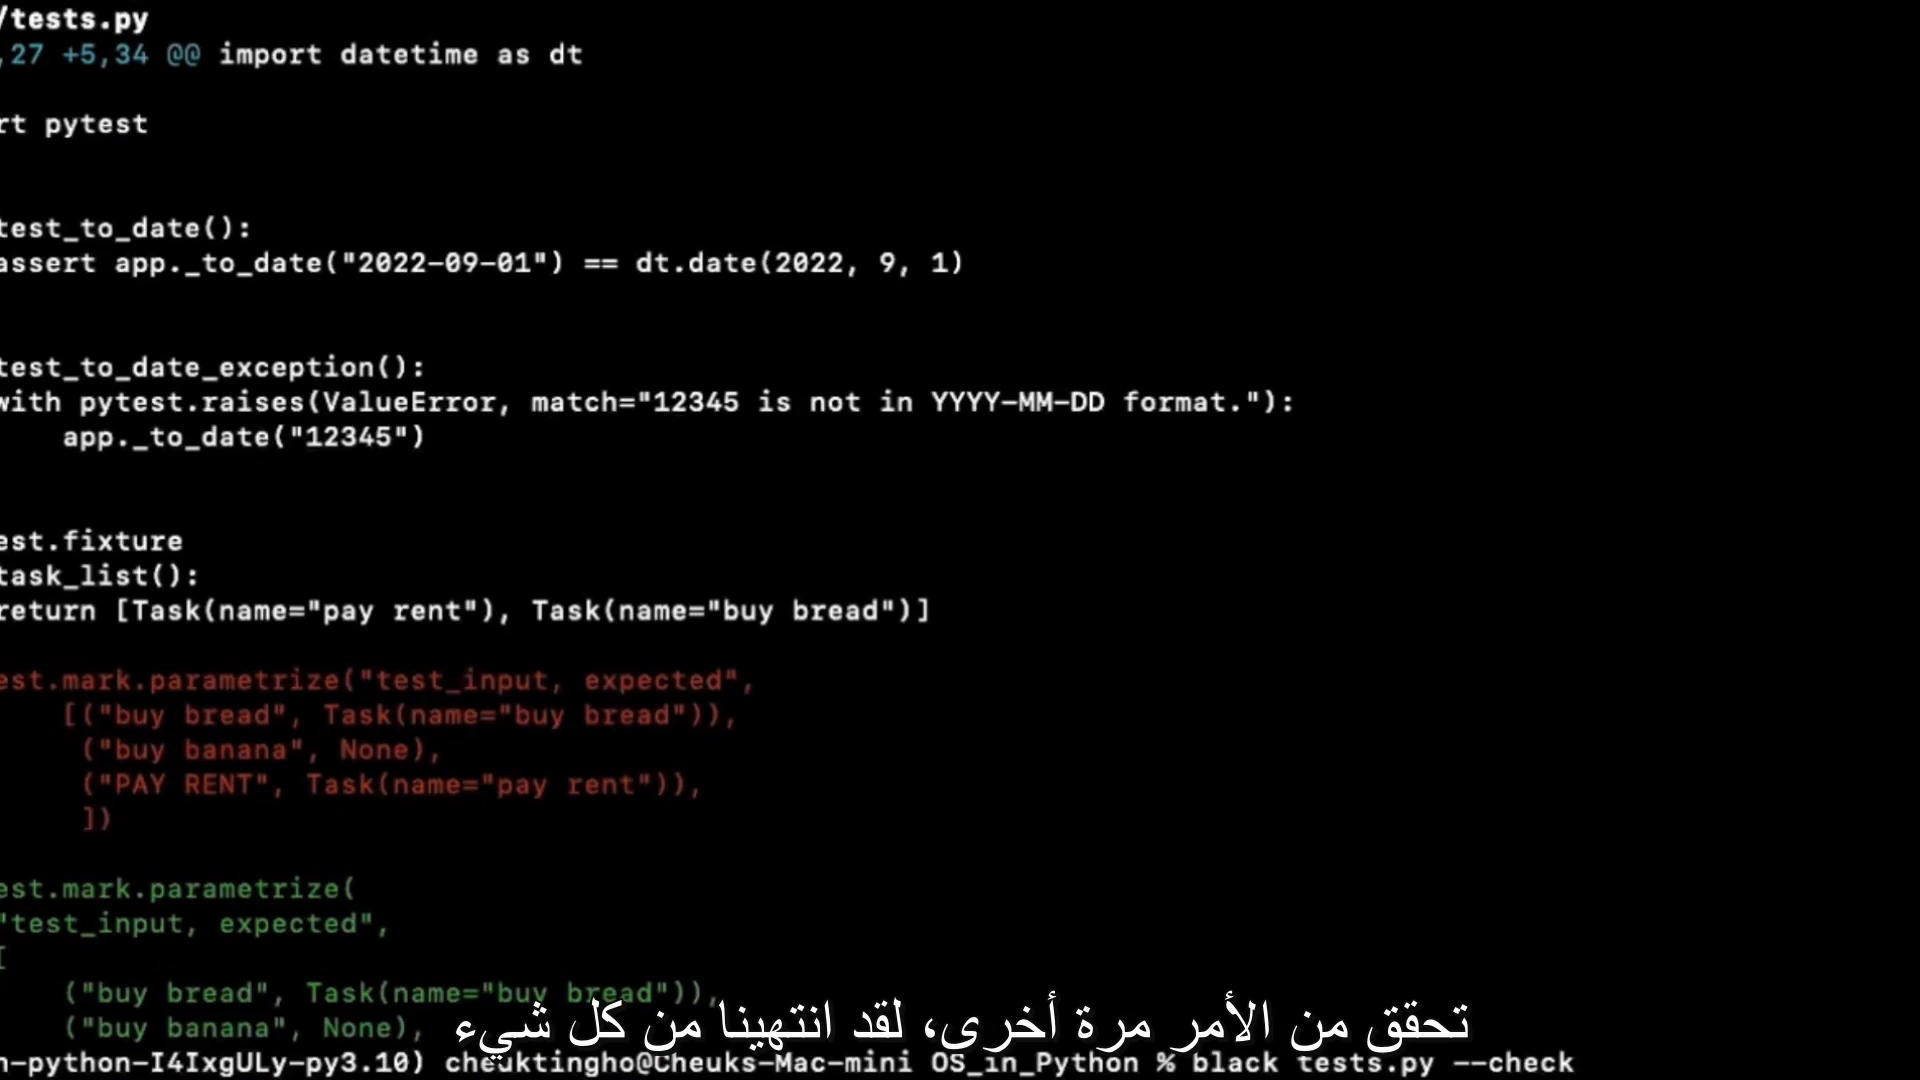 /tests.py
,27 +5,34 @@ import datetime as dt
rt pytest
test_to_date():
assert app._to_date("2022-09-01") == dt.date(2022, 9, 1)
test_to_date_exception():
with pytest.raises(ValueError, match="12345 is not in YYYY-MM-DD format."):
app._to_date("12345")
est.fixture
task_list():
return [Task(name="pay rent"), Task(name="buy bread")]
est.mark.parametrize("test_input, expected",
[("buy bread", Task(name="buy bread")),
("buy banana", None),
("PAY RENT", Task(name="pay rent")),
])
est.mark.parametrize(
"test_input, expected",
[
("buy bread", Task(name="buy bread")),
("buy banana", None),
تحقق من الأمر مرة أخرى، لقد انتهينا من كل شيء
n-python-I4IxgULy-py3.10) cheuktingho@Cheuks-Mac-mini OS_in_Python % black tests.py --check